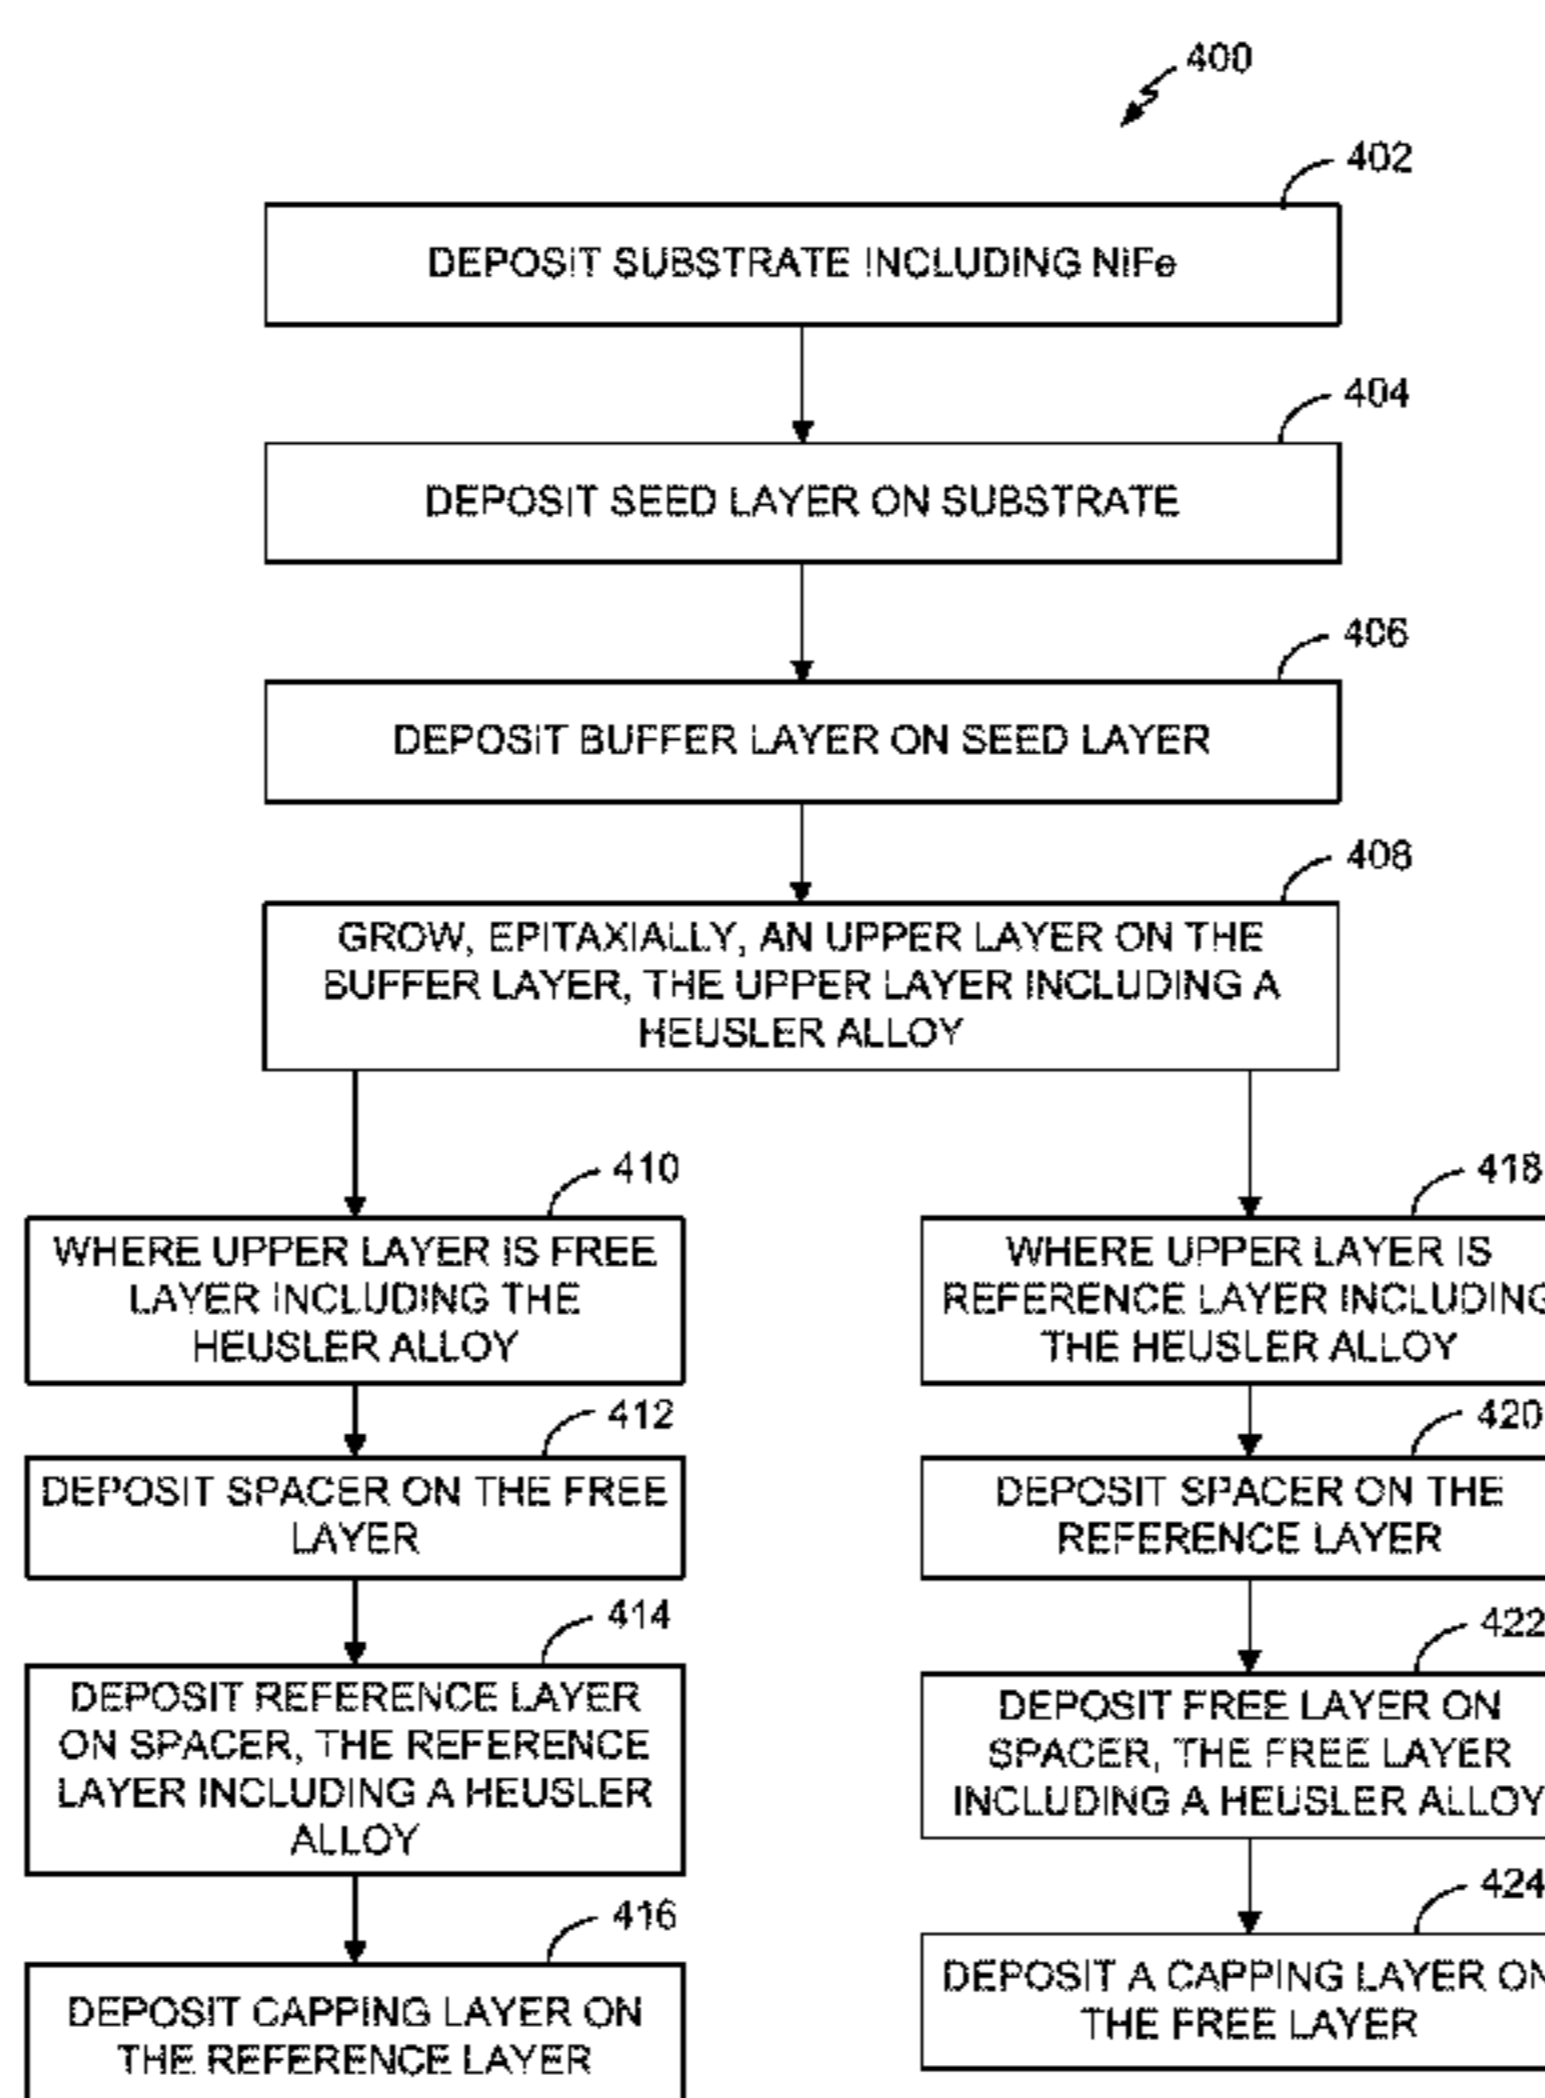 400
402
DEPOSIT SUBSTRATE INCLUDING NiFe
404
DEPOSIT SEED LAYER ON SUBSTRATE
406
DEPOSIT BUFFER LAYER ON SEED LAYER
408
GROW, EPITAXIALLY, AN UPPER LAYER ON THE
BUFFER LAYER, THE UPPER LAYER INCLUDING A
HEUSLER ALLOY
410
WHERE UPPER LAYER IS FREE
LAYER INCLUDING THE
HEUSLER ALLOY
412
DEPOSIT SPACER ON THE FREE
LAYER
414
DEPOSIT REFERENCE LAYER
ON SPACER, THE REFERENCE
LAYER INCLUDING A HEUSLER
ALLOY
416
DEPOSIT CAPPING LAYER ON
THE REFERENCE LAYER
418
WHERE UPPER LAYER IS
REFERENCE LAYER INCLUDING
THE HEUSLER ALLOY
420
DEPOSIT SPACER ON THE
REFERENCE LAYER
422
DEPOSIT FREE LAYER ON
SPACER, THE FREE LAYER
INCLUDING A HEUSLER ALLOY
424
DEPOSIT A CAPPING LAYER ON
THE FREE LAYER